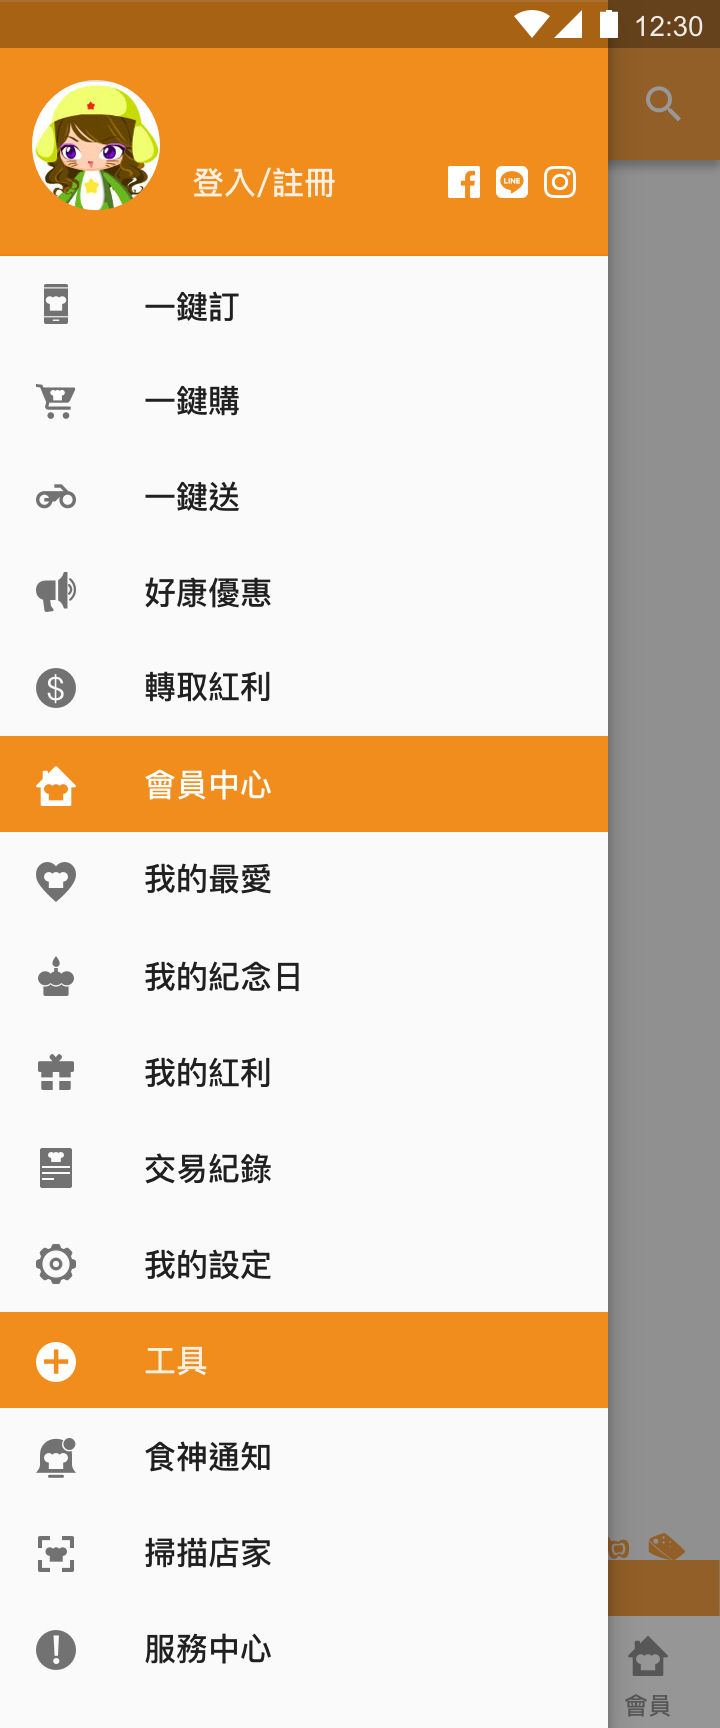 12:30
登入/註冊
LINE
一鍵訂
一鍵購
一鍵送
好康優惠
轉取紅利
會員中心
我的最愛
我的紀念日
我的紅利
交易紀錄
我的設定
工具
食神通知
掃描店家
服務中心
會員